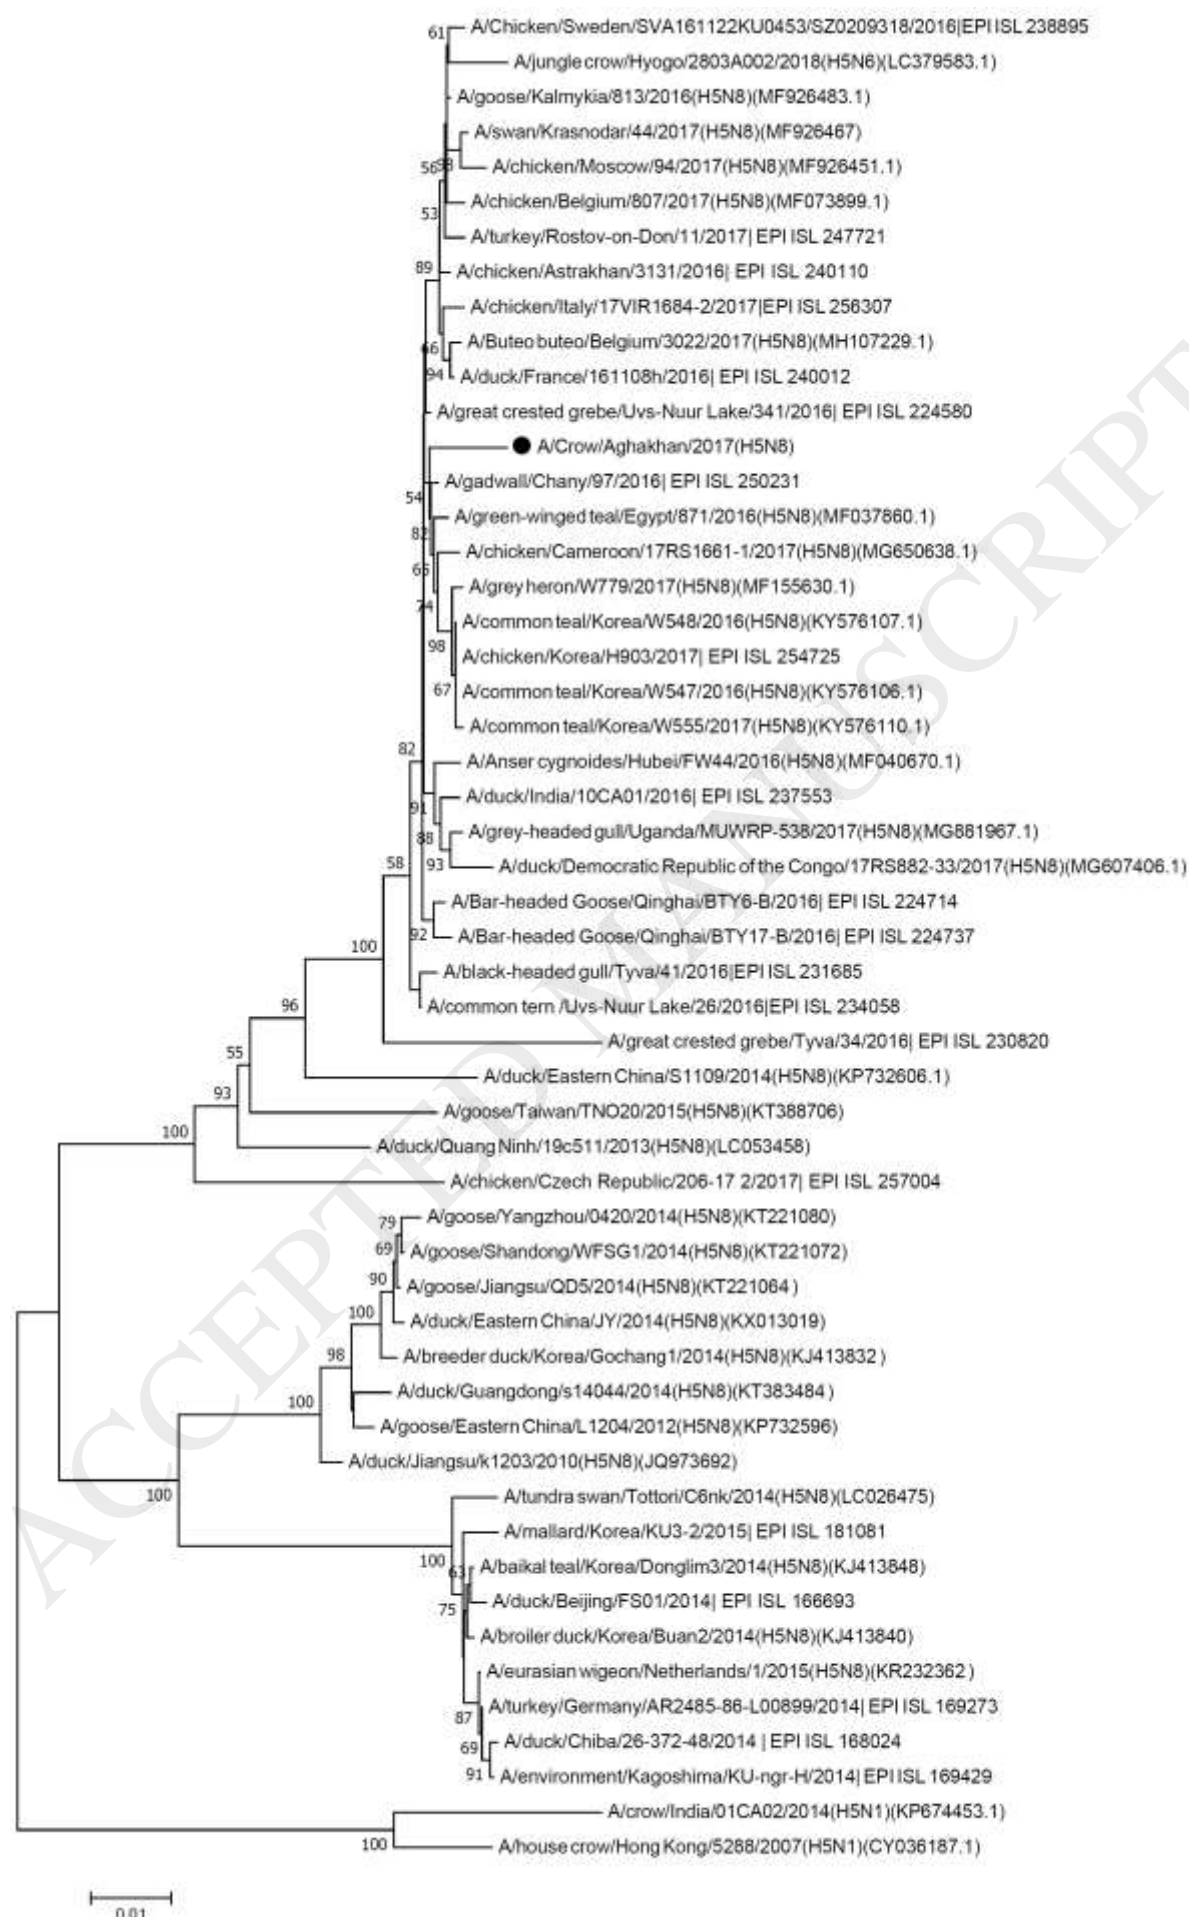 61
A/Chicken/Sweden/SVA161122KU0453/SZ0209318/2016|EPI ISL 238895
A/jungle crow/Hyogo/2803A002/2018(H5N6)(LC379583.1)
A/goose/Kalmykia/813/2016(H5N8)(MF926483.1)
A/swan/Krasnodar/44/2017(H5N8)(MF926467)
56
A/chicken/Moscow/94/2017(H5N8)(MF926451.1)
A/chicken/Belgium/807/2017(H5N8)(MF073899.1)
53
A/turkey/Rostov-on-Don/11/2017| EPI ISL 247721
89
A/chicken/Astrakhan/3131/2016| EPI ISL 240110
A/chicken/Italy/17VIR1684-2/2017|EPI ISL 256307
66
A/Buteo buteo/Belgium/3022/2017(H5N8)(MH107229.1)
94
A/duck/France/161108h/2016| EPI ISL 240012
A/great crested grebe/Uvs-Nuur Lake/341/2016| EPI ISL 224580
A/Crow/Aghakhan/2017(H5N8)
A/gadwall/Chany/97/2016| EPI ISL 250231
54
A/green-winged teal/Egypt/871/2016(H5N8)(MF037860.1)
82
A/chicken/Cameroon/17RS1661-1/2017(H5N8)(MG650638.1)
65
A/grey heron/W779/2017(H5N8)(MF155630.1)
74
A/common teal/Korea/W548/2016(H5N8)(KY576107.1)
98
A/chicken/Korea/H903/2017| EPI ISL 254725
67
A/common teal/Korea/W547/2016(H5N8)(KY576106.1)
A/common teal/Korea/W555/2017(H5N8)(KY576110.1)
82
A/Anser cygnoides/Hubei/FW44/2016(H5N8)(MF040670.1)
A/duck/India/10CA01/2016| EPI ISL 237553
91
A/grey-headed gull/Uganda/MUWRP-538/2017(H5N8)(MG881967.1)
88
58
93
A/duck/Democratic Republic of the Congo/17RS882-33/2017(H5N8)(MG607406.1)
A/Bar-headed Goose/Qinghai/BTY6-B/2016| EPI ISL 224714
92
A/Bar-headed Goose/Qinghai/BTY17-B/2016| EPI ISL 224737
100
A/black-headed gull/Tyva/41/2016|EPI ISL 231685
96
A/common tern /Uvs-Nuur Lake/26/2016|EPI ISL 234058
A/great crested grebe/Tyva/34/2016| EPI ISL 230820
55
A/duck/Eastern China/S1109/2014(H5N8)(KP732606.1)
93
A/goose/Taiwan/TNO20/2015(H5N8)(KT388706)
100
A/duck/Quang Ninh/19c511/2013(H5N8)(LC053458)
A/chicken/Czech Republic/206-17 2/2017| EPI ISL 257004
79
A/goose/Yangzhou/0420/2014(H5N8)(KT221080)
69
A/goose/Shandong/WFSG1/2014(H5N8)(KT221072)
90
A/goose/Jiangsu/QD5/2014(H5N8)(KT221064)
100
A/duck/Eastern China/JY/2014(H5N8)(KX013019)
98
A/breeder duck/Korea/Gochang1/2014(H5N8)(KJ413832)
100
A/duck/Guangdong/s14044/2014(H5N8)(KT383484)
A/goose/Eastern China/L1204/2012(H5N8)(KP732596)
A/duck/Jiangsu/k1203/2010(H5N8)(JQ973692)
100
A/tundra swan/Tottori/C6nk/2014(H5N8)(LC026475)
A/mallard/Korea/KU3-2/2015| EPI ISL 181081
100
63
A/baikal teal/Korea/Donglim3/2014(H5N8)(KJ413848)
75
A/duck/Beijing/FS01/2014| EPI ISL 166693
A/broiler duck/Korea/Buan2/2014(H5N8)(KJ413840)
A/eurasian wigeon/Netherlands/1/2015(H5N8)(KR232362)
87
A/turkey/Germany/AR2485-86-L00899/2014| EPI ISL 169273
69
A/duck/Chiba/26-372-48/2014 | EPI ISL 168024
91
A/environment/Kagoshima/KU-ngr-H/2014| EPI ISL 169429
A/crow/India/01CA02/2014(H5N1)(KP674453.1)
100
A/house crow/Hong Kong/5288/2007(H5N1)(CY036187.1)
0.01
ACCEPTED MANUSCRIPT